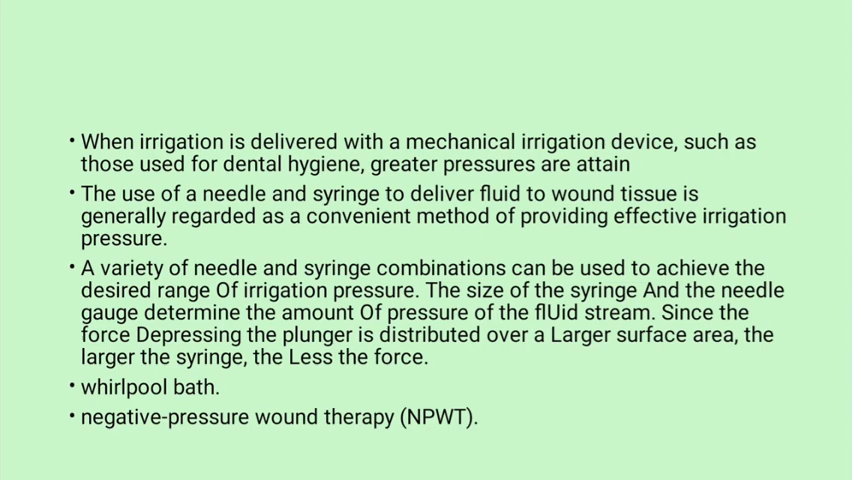 • When irrigation is delivered with a mechanical irrigation device, such as
those used for dental hygiene, greater pressures are attain
• The use of a needle and syringe to deliver fluid to wound tissue is
generally regarded as a convenient method of providing effective irrigation
pressure.
• A variety of needle and syringe combinations can be used to achieve the
desired range Of irrigation pressure. The size of the syringe And the needle
gauge determine the amount Of pressure of the flUid stream. Since the
force Depressing the plunger is distributed over a Larger surface area, the
larger the syringe, the Less the force.
• whirlpool bath.
• negative-pressure wound therapy (NPWT).